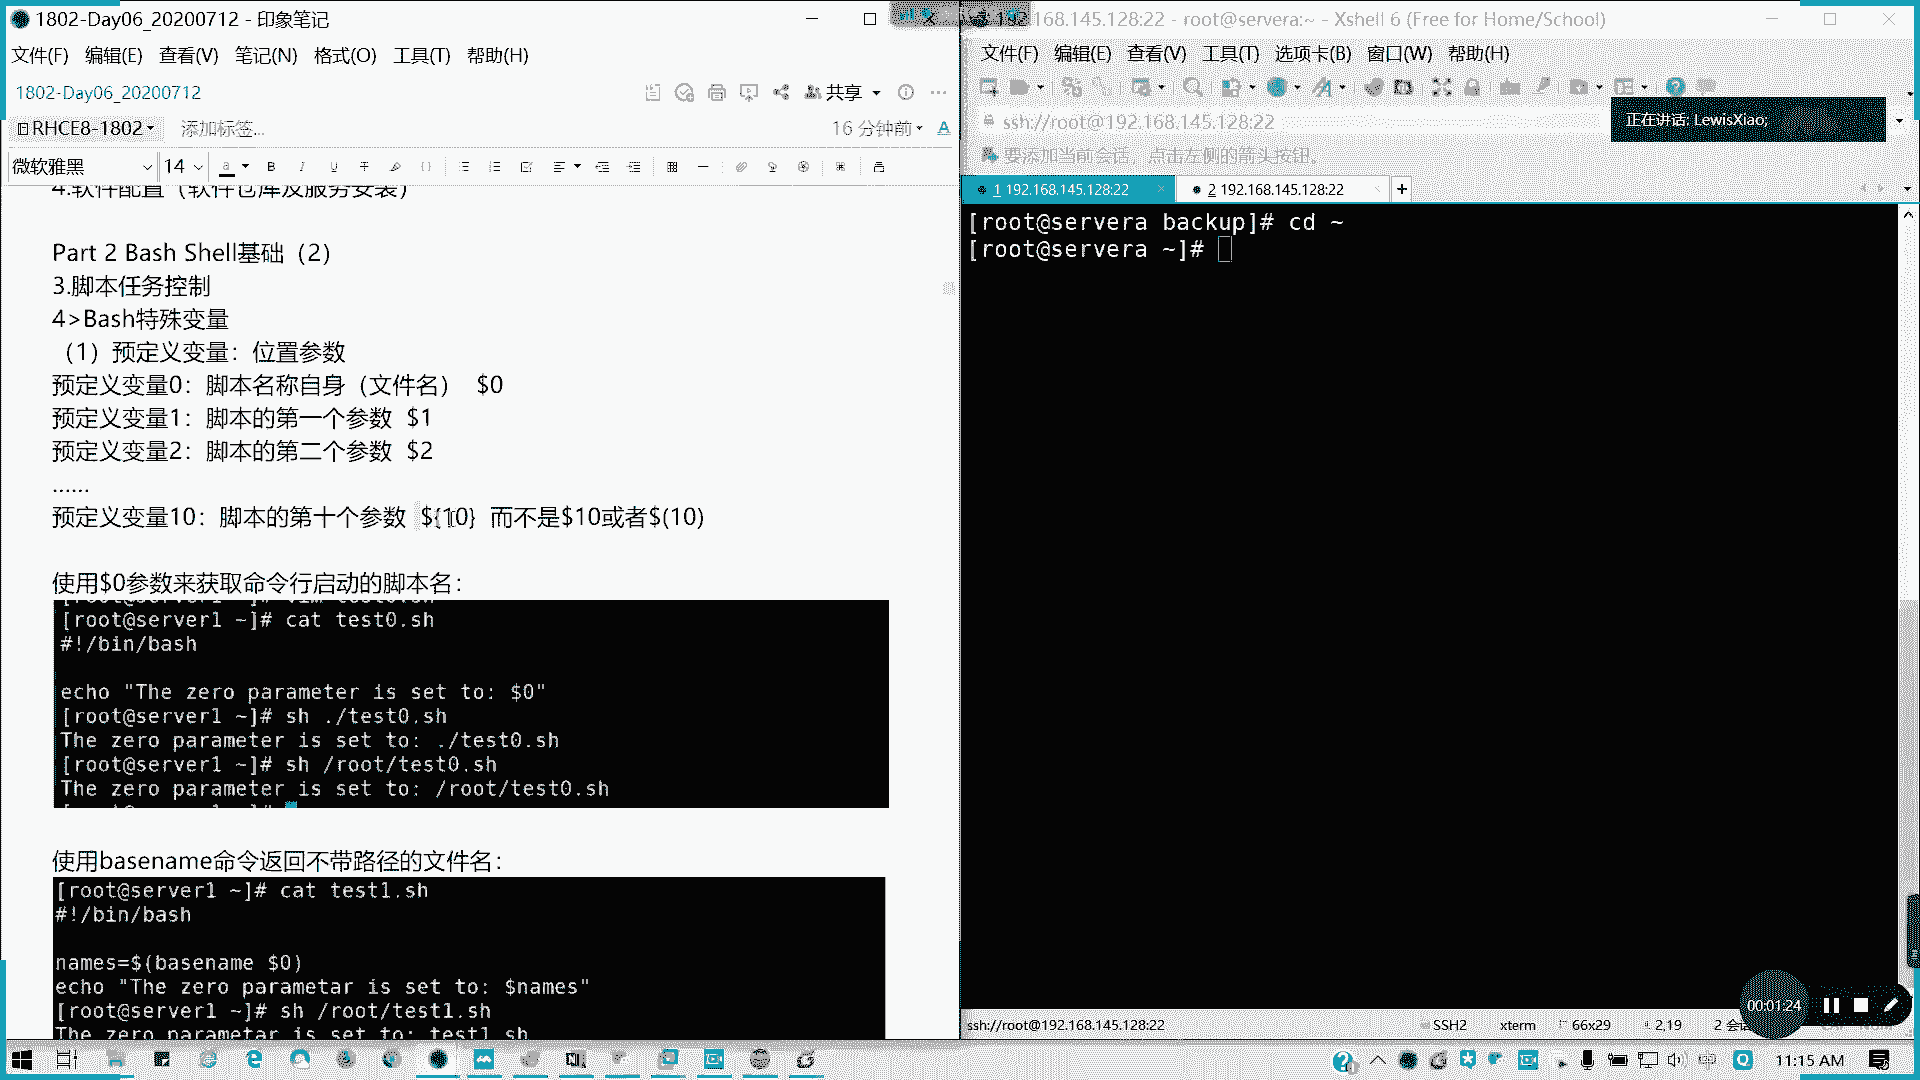 1802-Day06_20200712 - 印象笔记
文件(F) 编辑(E) 查看(V) 笔记(N) 格式(O) 工具(T) 帮助(H)
1802-Day06_20200712
共享
RHCE8-1802
添加标签...
16 分钟前
微软雅黑
14
4.软件配置（软件仓库及服务安装）
Part 2 Bash Shell基础（2）
3.脚本任务控制
4>Bash特殊变量
（1）预定义变量：位置参数
预定义变量0：脚本名称自身（文件名） $0
预定义变量1：脚本的第一个参数 $1
预定义变量2：脚本的第二个参数 $2
……
预定义变量10：脚本的第十个参数 ${10} 而不是$10或者$(10)
使用$0参数来获取命令行启动的脚本名：
[root@server1 ~]# cat test0.sh
#!/bin/bash
echo "The zero parameter is set to: $0"
[root@server1 ~]# sh ./test0.sh
The zero parameter is set to: ./test0.sh
[root@server1 ~]# sh /root/test0.sh
The zero parameter is set to: /root/test0.sh
使用basename命令返回不带路径的文件名：
[root@server1 ~]# cat test1.sh
#!/bin/bash
names=$(basename $0)
echo "The zero parametar is set to: $names"
[root@server1 ~]# sh /root/test1.sh
The zero parametar is set to: test1.sh
168.145.128:22 - root@servera:~ - Xshell 6 (Free for Home/School)
文件(F) 编辑(E) 查看(V) 工具(T) 选项卡(B) 窗口(W) 帮助(H)
ssh://root@192.168.145.128:22
正在讲话: LewisXiao;
要添加当前会话，点击左侧的箭头按钮。
1 192.168.145.128:22
2 192.168.145.128:22
[root@servera backup]# cd ~
[root@servera ~]#
00:01:24
ssh://root@192.168.145.128:22
SSH2
xterm
66x29
2,19
2 会
11:15 AM